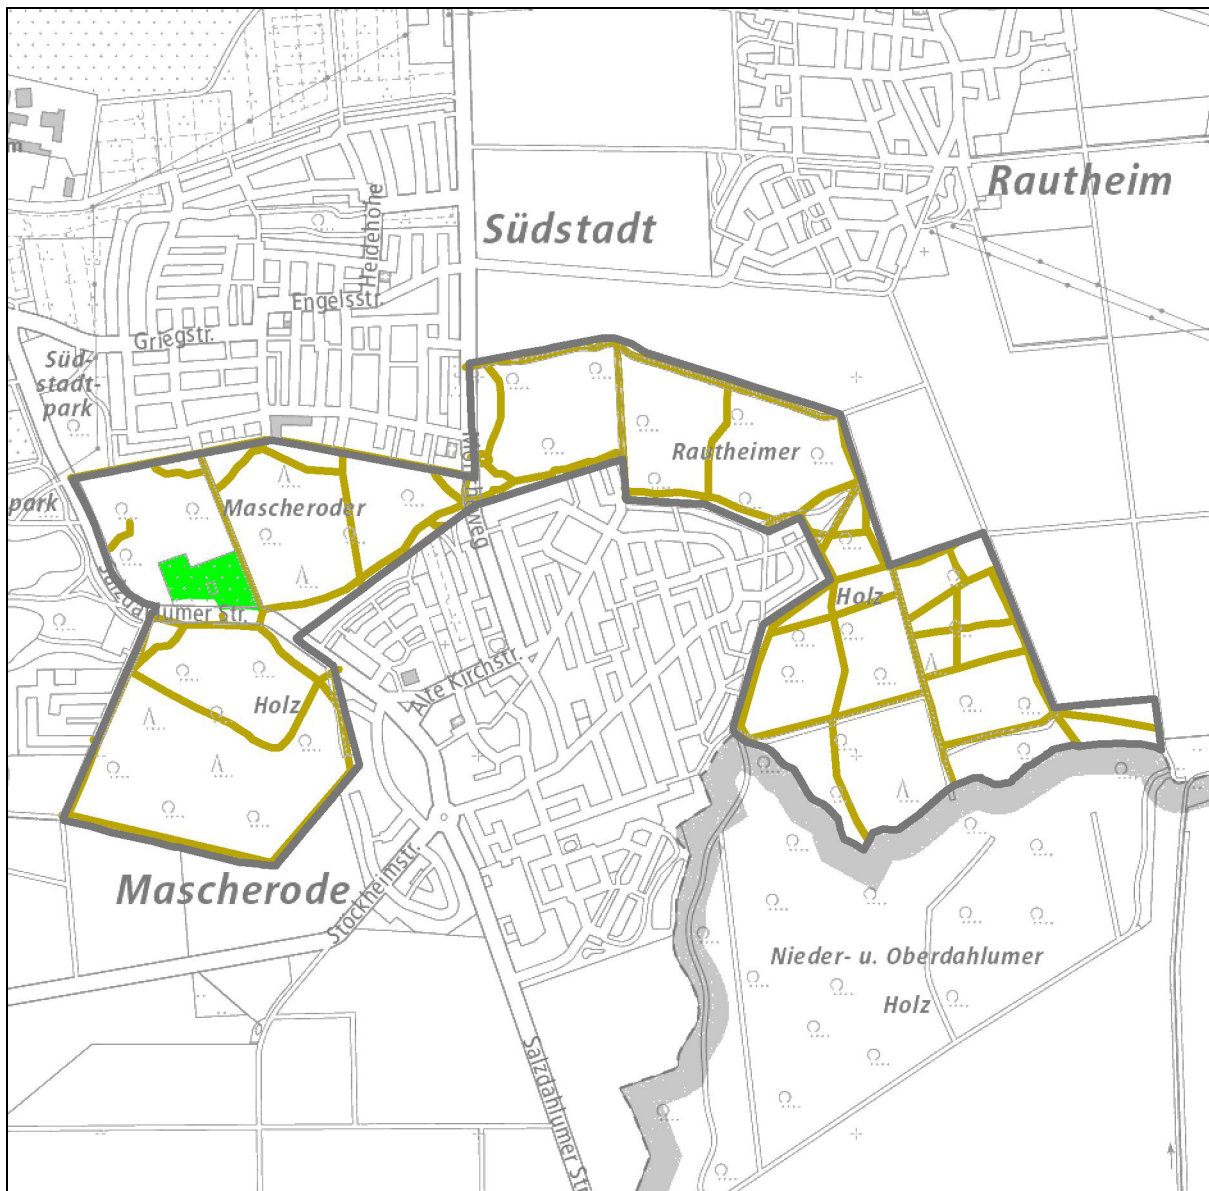 Rautheim
Südstadt
Heidehöhe
Engelsstr.
Griegstr.
Süd-
stadt-
park
Rautheimer
Mascheroder
park
Holz
Salzdahlumer Str.
Alte Kirchstr.
Holz
Mascherode
Stockheimstr.
Nieder- u. Oberdahlumer
Holz
Salzdahlumer Str